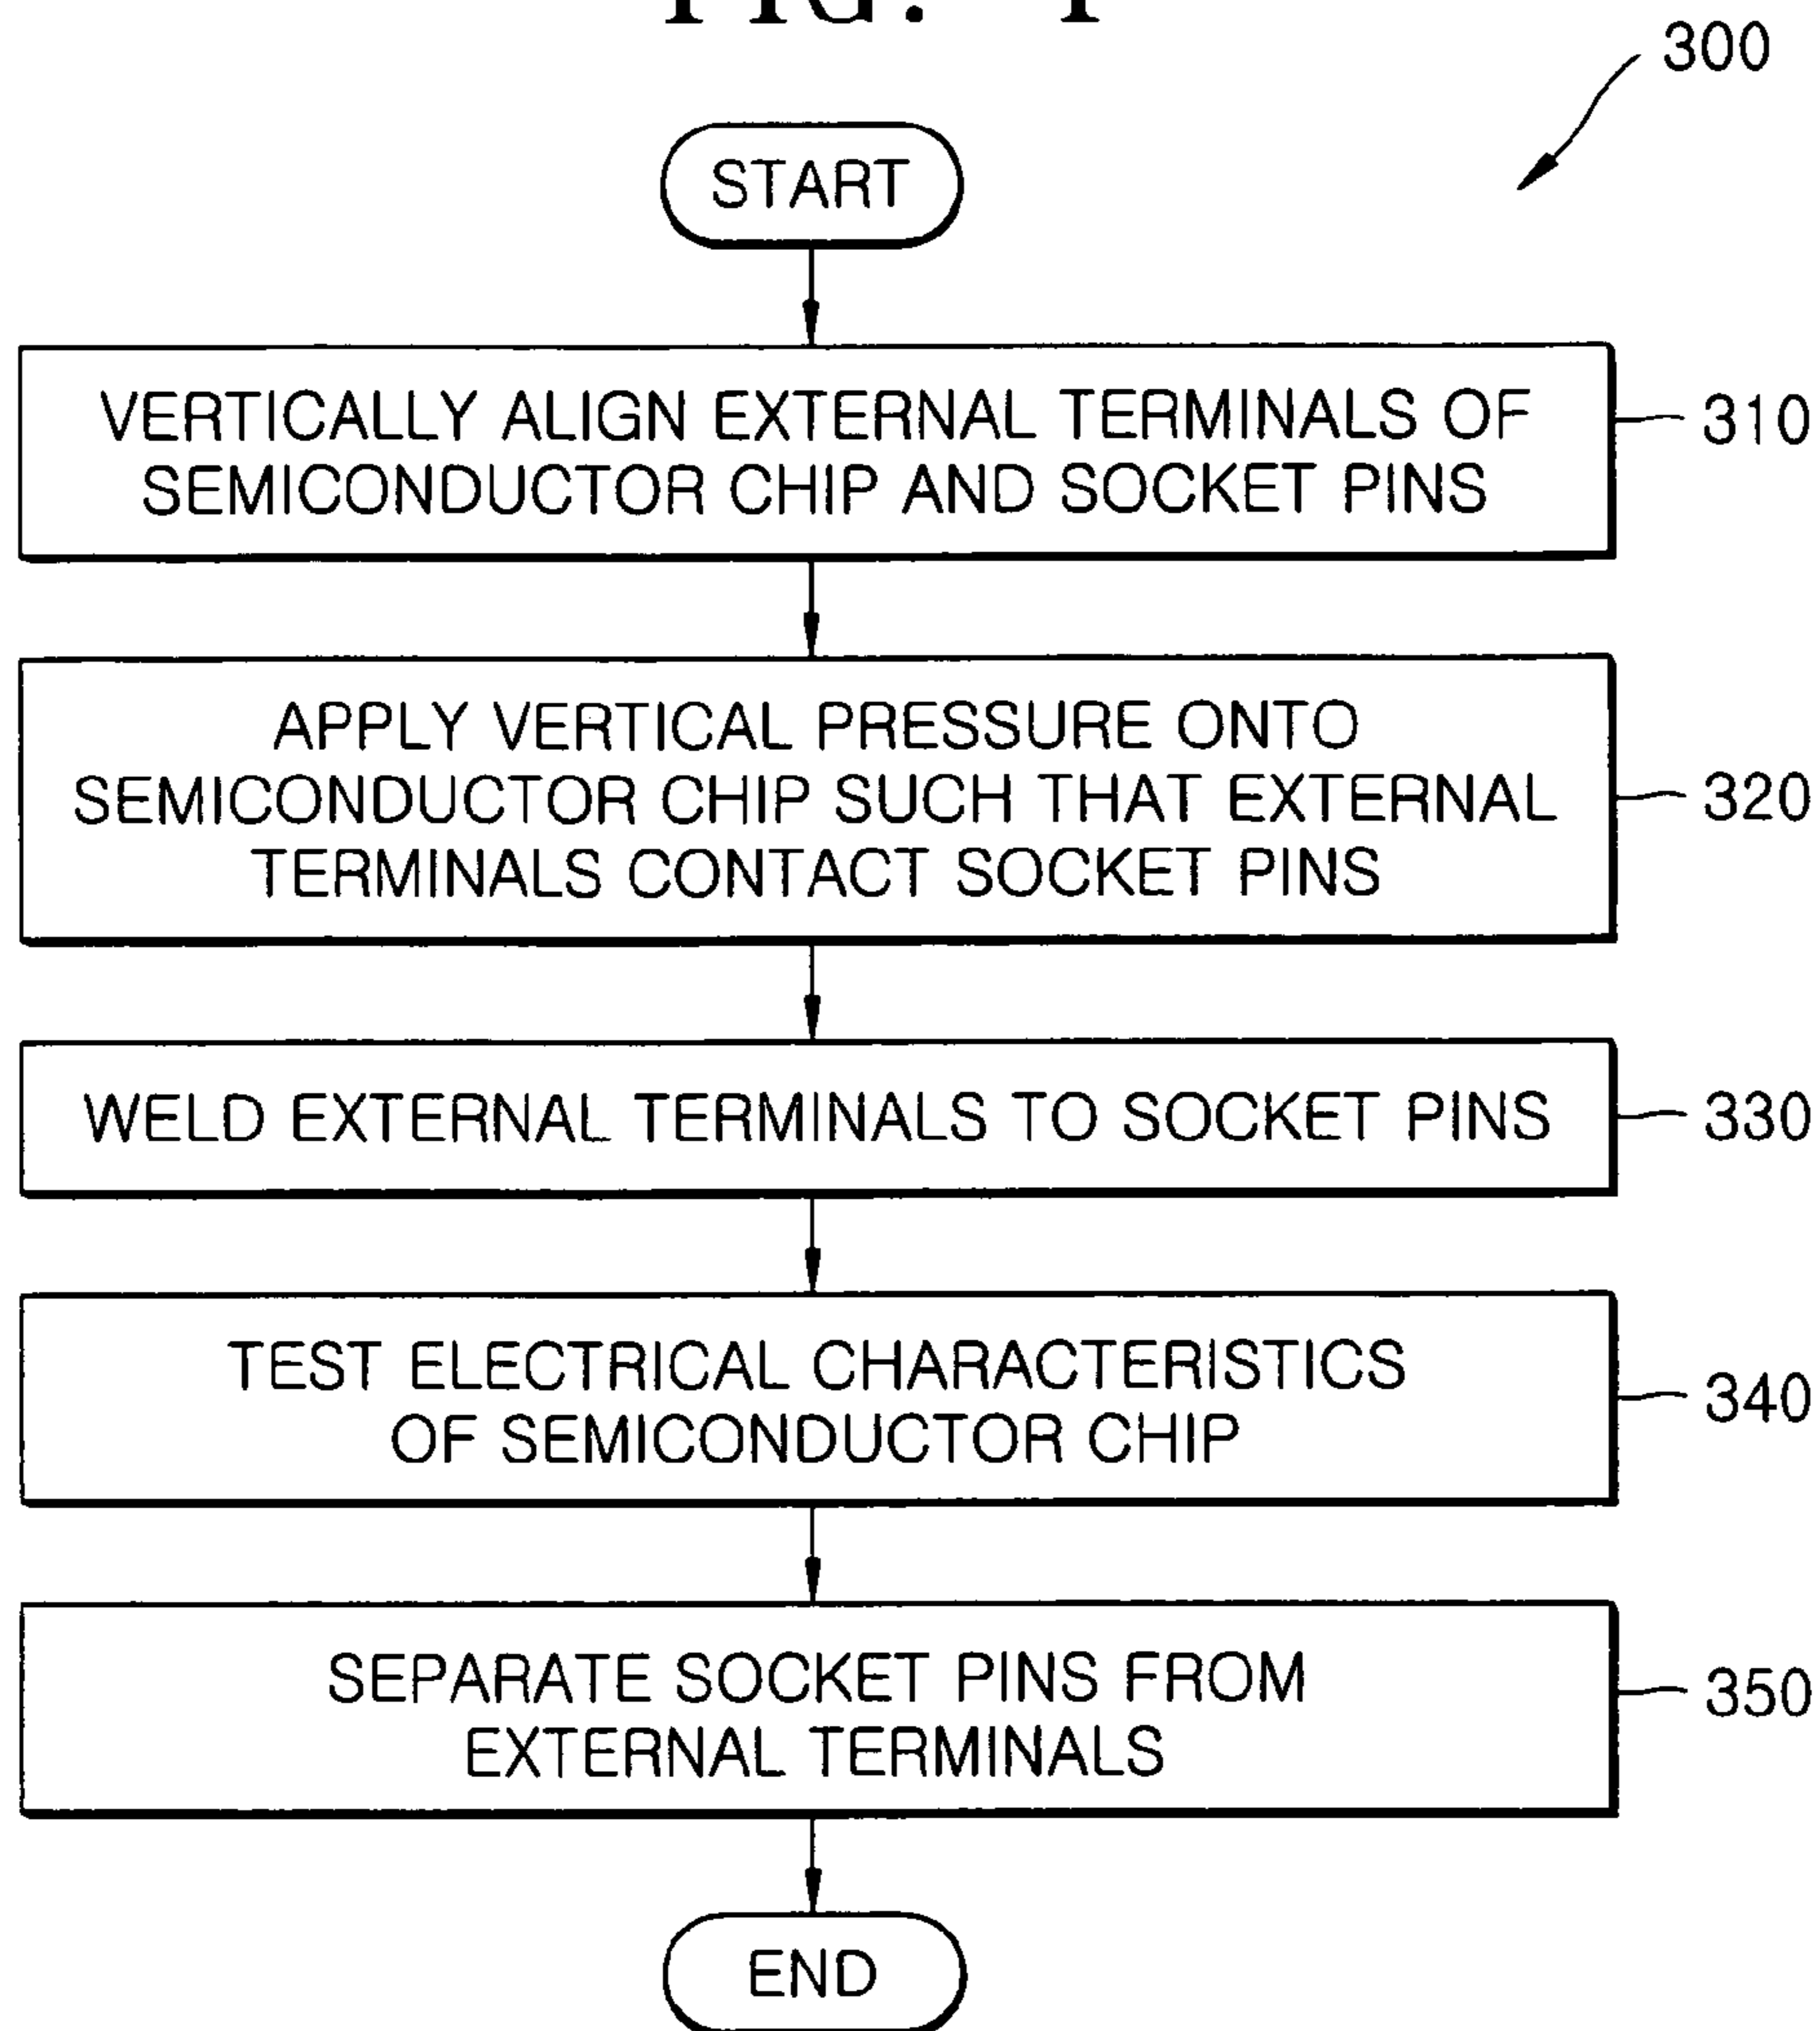 FIG.
300
START
VERTICALLY ALIGN EXTERNAL TERMINALS OF
SEMICONDUCTOR CHIP AND SOCKET PINS
310
APPLY VERTICAL PRESSURE ONTO
SEMICONDUCTOR CHIP SUCH THAT EXTERNAL
TERMINALS CONTACT SOCKET PINS
320
WELD EXTERNAL TERMINALS TO SOCKET PINS
330
TEST ELECTRICAL CHARACTERISTICS
OF SEMICONDUCTOR CHIP
340
SEPARATE SOCKET PINS FROM
EXTERNAL TERMINALS
350
END